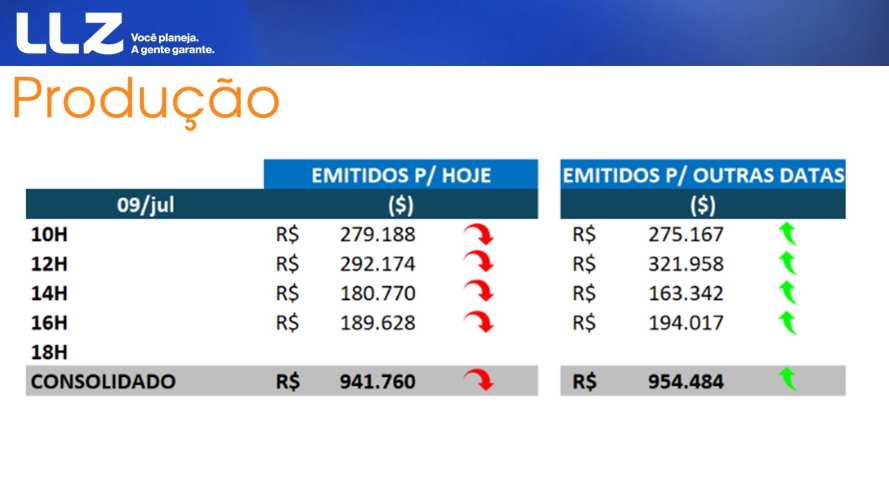 LLZ Você planeja.
A gente garante.
Produção
EMITIDOS P/ HOJE EMITIDOS P/ OUTRAS DATAS
09/jul ($) ($)
10H R$ 279.188 R$ 275.167
12H R$ 292.174 R$ 321.958
14H R$ 180.770 R$ 163.342
16H R$ 189.628 R$ 194.017
18H
CONSOLIDADO R$ 941.760 R$ 954.484